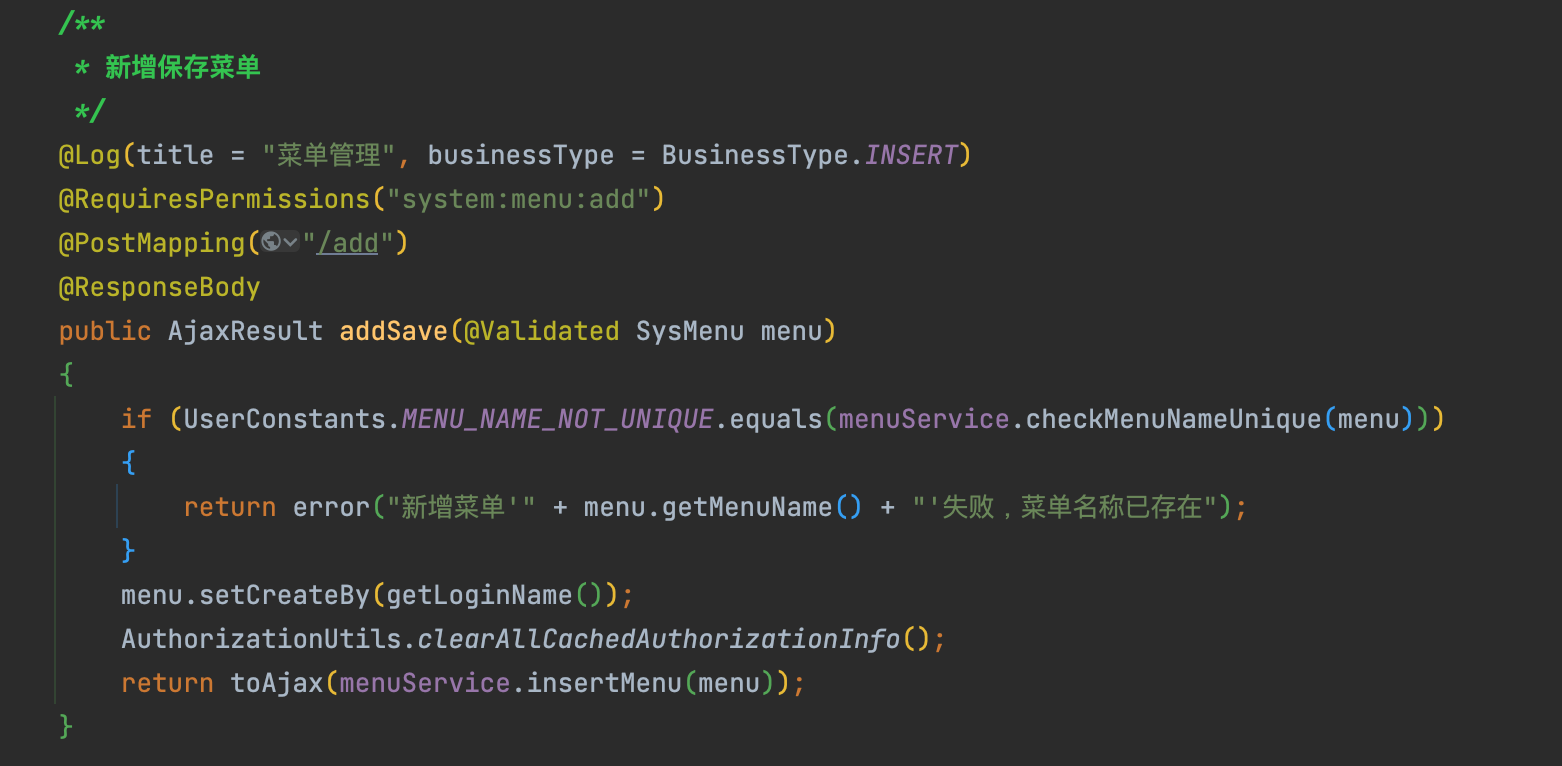 /**
 * 新增保存菜单
 */
@Log(title = "菜单管理", businessType = BusinessType.INSERT)
@RequiresPermissions("system:menu:add")
@PostMapping("/add")
@ResponseBody
public AjaxResult addSave(@Validated SysMenu menu)
{
    if (UserConstants.MENU_NAME_NOT_UNIQUE.equals(menuService.checkMenuNameUnique(menu)))
    {
        return error("新增菜单'" + menu.getMenuName() + "'失败，菜单名称已存在");
    }
    menu.setCreateBy(getLoginName());
    AuthorizationUtils.clearAllCachedAuthorizationInfo();
    return toAjax(menuService.insertMenu(menu));
}